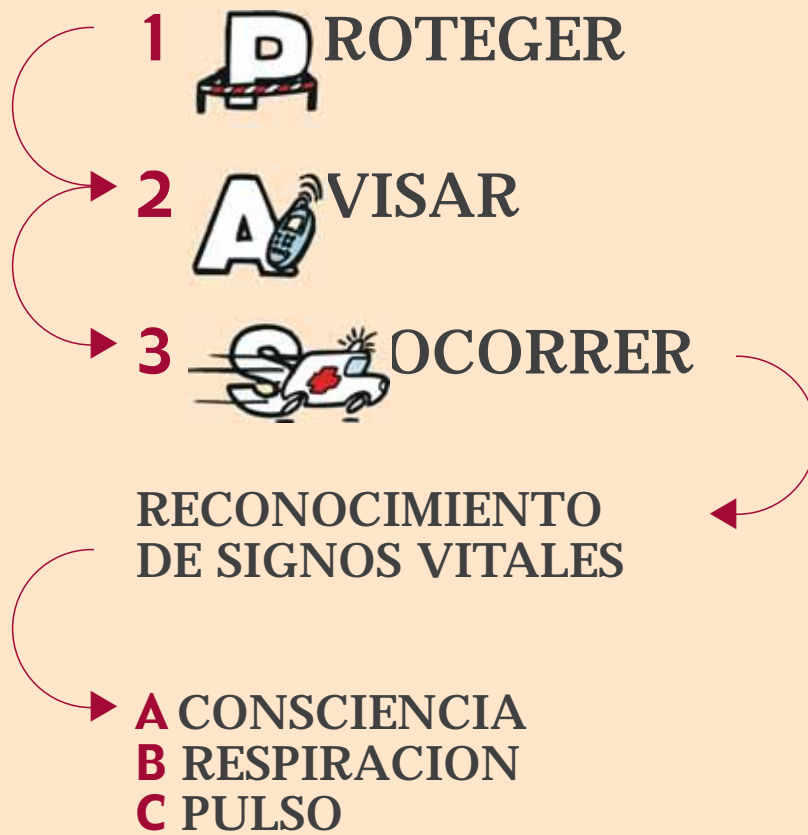 1 PROTEGER
2 AVISAR
3 SOCORRER
RECONOCIMIENTO
DE SIGNOS VITALES
A CONSCIENCIA
B RESPIRACION
C PULSO